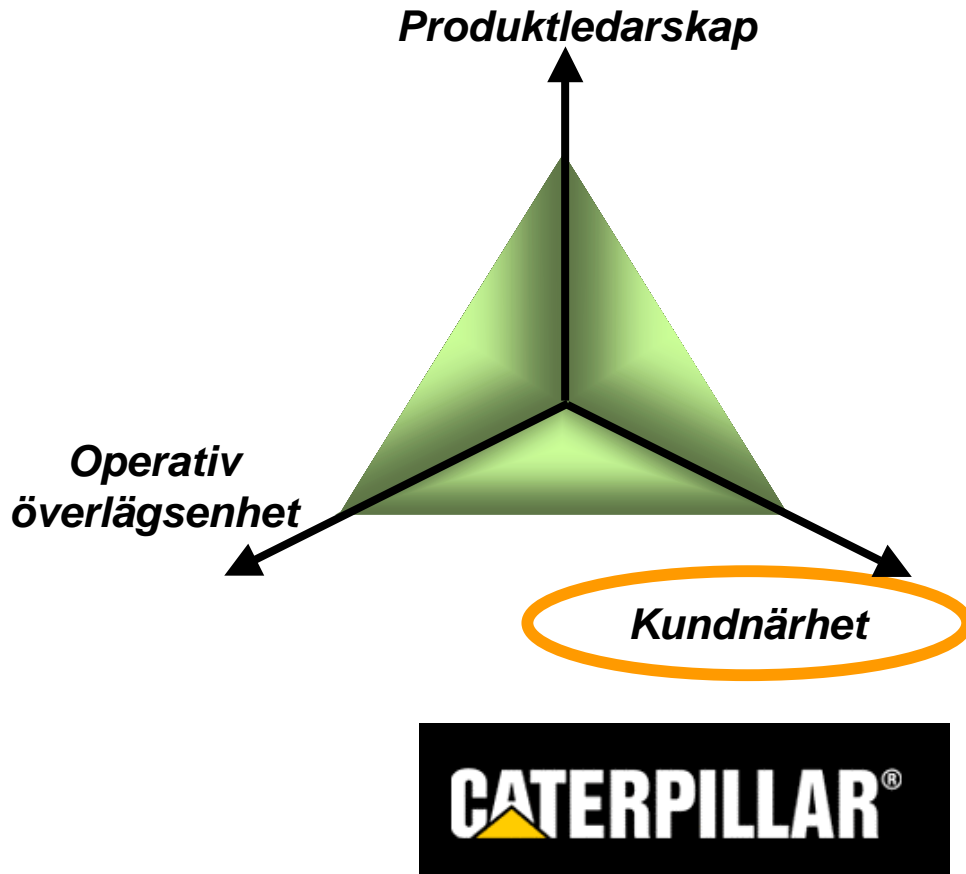 Produktledarskap
Operativ
överlägsenhet
Kundnärhet
CATERPILLAR®